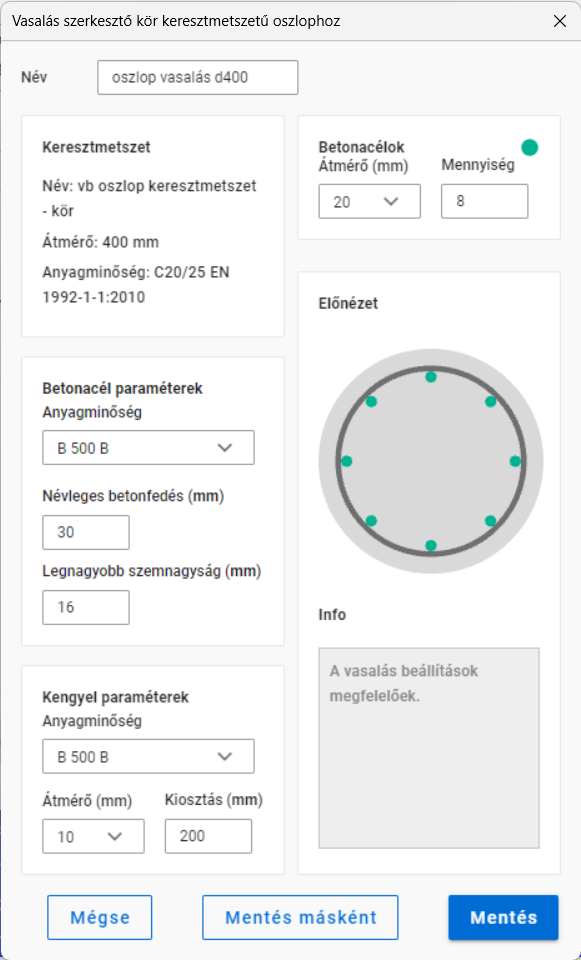 Vasalás szerkesztő kör keresztmetszetű oszlophoz
Név
oszlop vasalás d400
Keresztmetszet
Név: vb oszlop keresztmetszet
- kör
Átmérő: 400 mm
Anyagminőség: C20/25 EN
1992-1-1:2010
Betonacél paraméterek
Anyagminőség
B 500 B
Névleges betonfedés (mm)
30
Legnagyobb szemnagyság (mm)
16
Kengyel paraméterek
Anyagminőség
B 500 B
Átmérő (mm) Kiosztás (mm)
10 200
Betonacélok
Átmérő (mm) Mennyiség
20 8
Előnézet
Info
A vasalás beállítások
megfelelőek.
Mégse Mentés másként Mentés